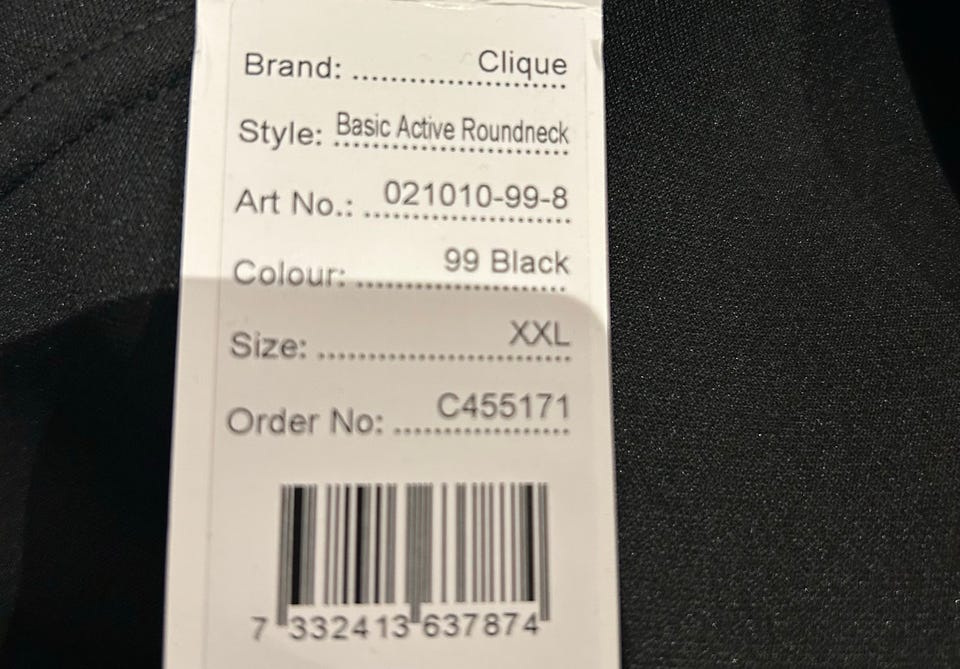 Brand: Clique
Style: Basic Active Roundneck
Art No.: 021010-99-8
Colour: 99 Black
Size: XXL
Order No: C455171
7 332413 637874